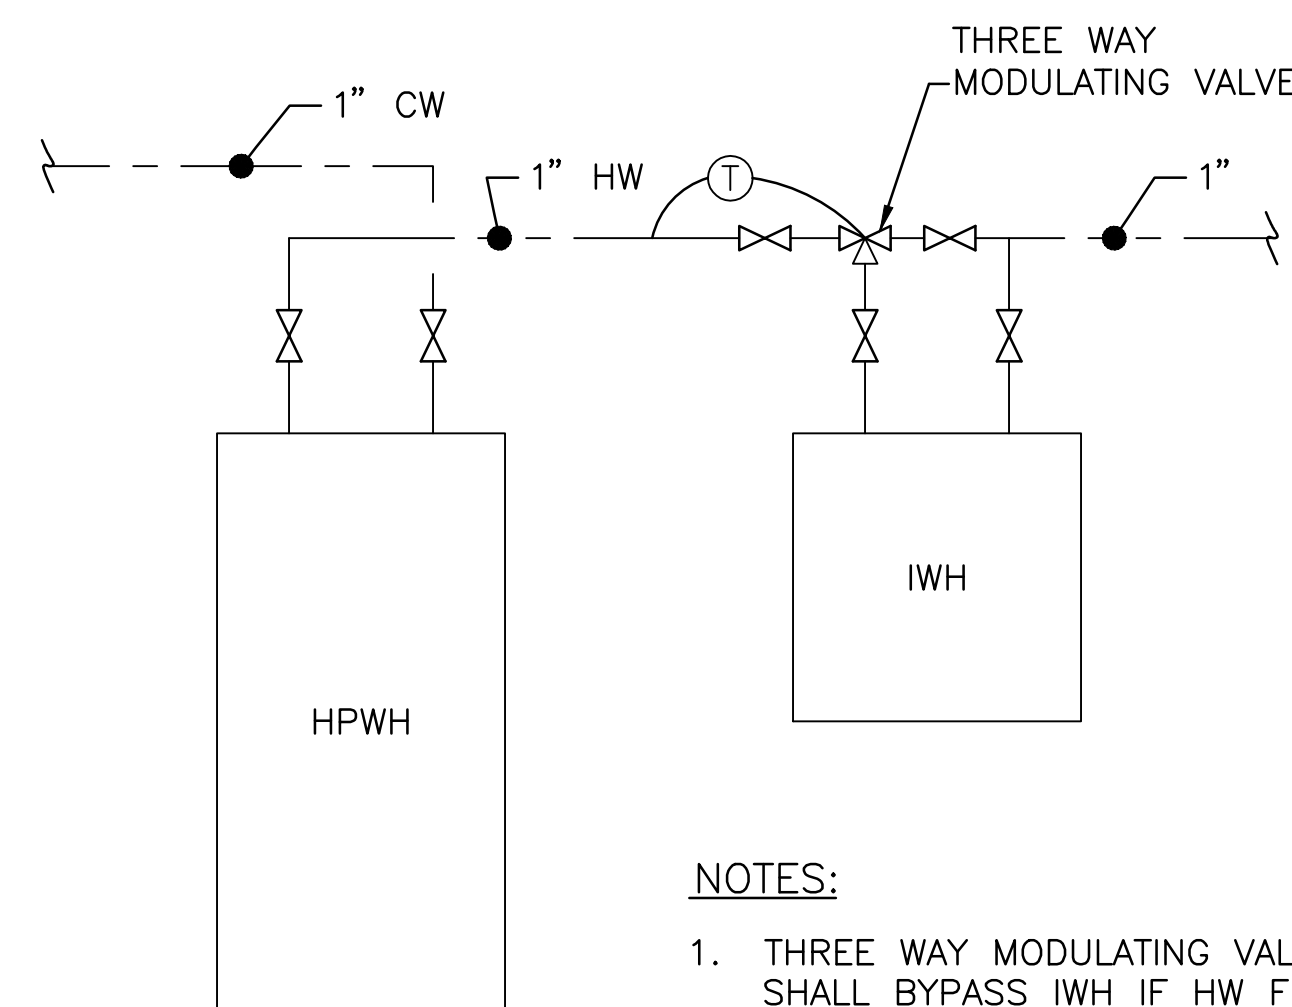 THREE WAY
MODULATING VALVE
1” CW
1” HW
T
1”
IWH
HPWH
NOTES:
1. THREE WAY MODULATING VAL
SHALL BYPASS IWH IF HW F